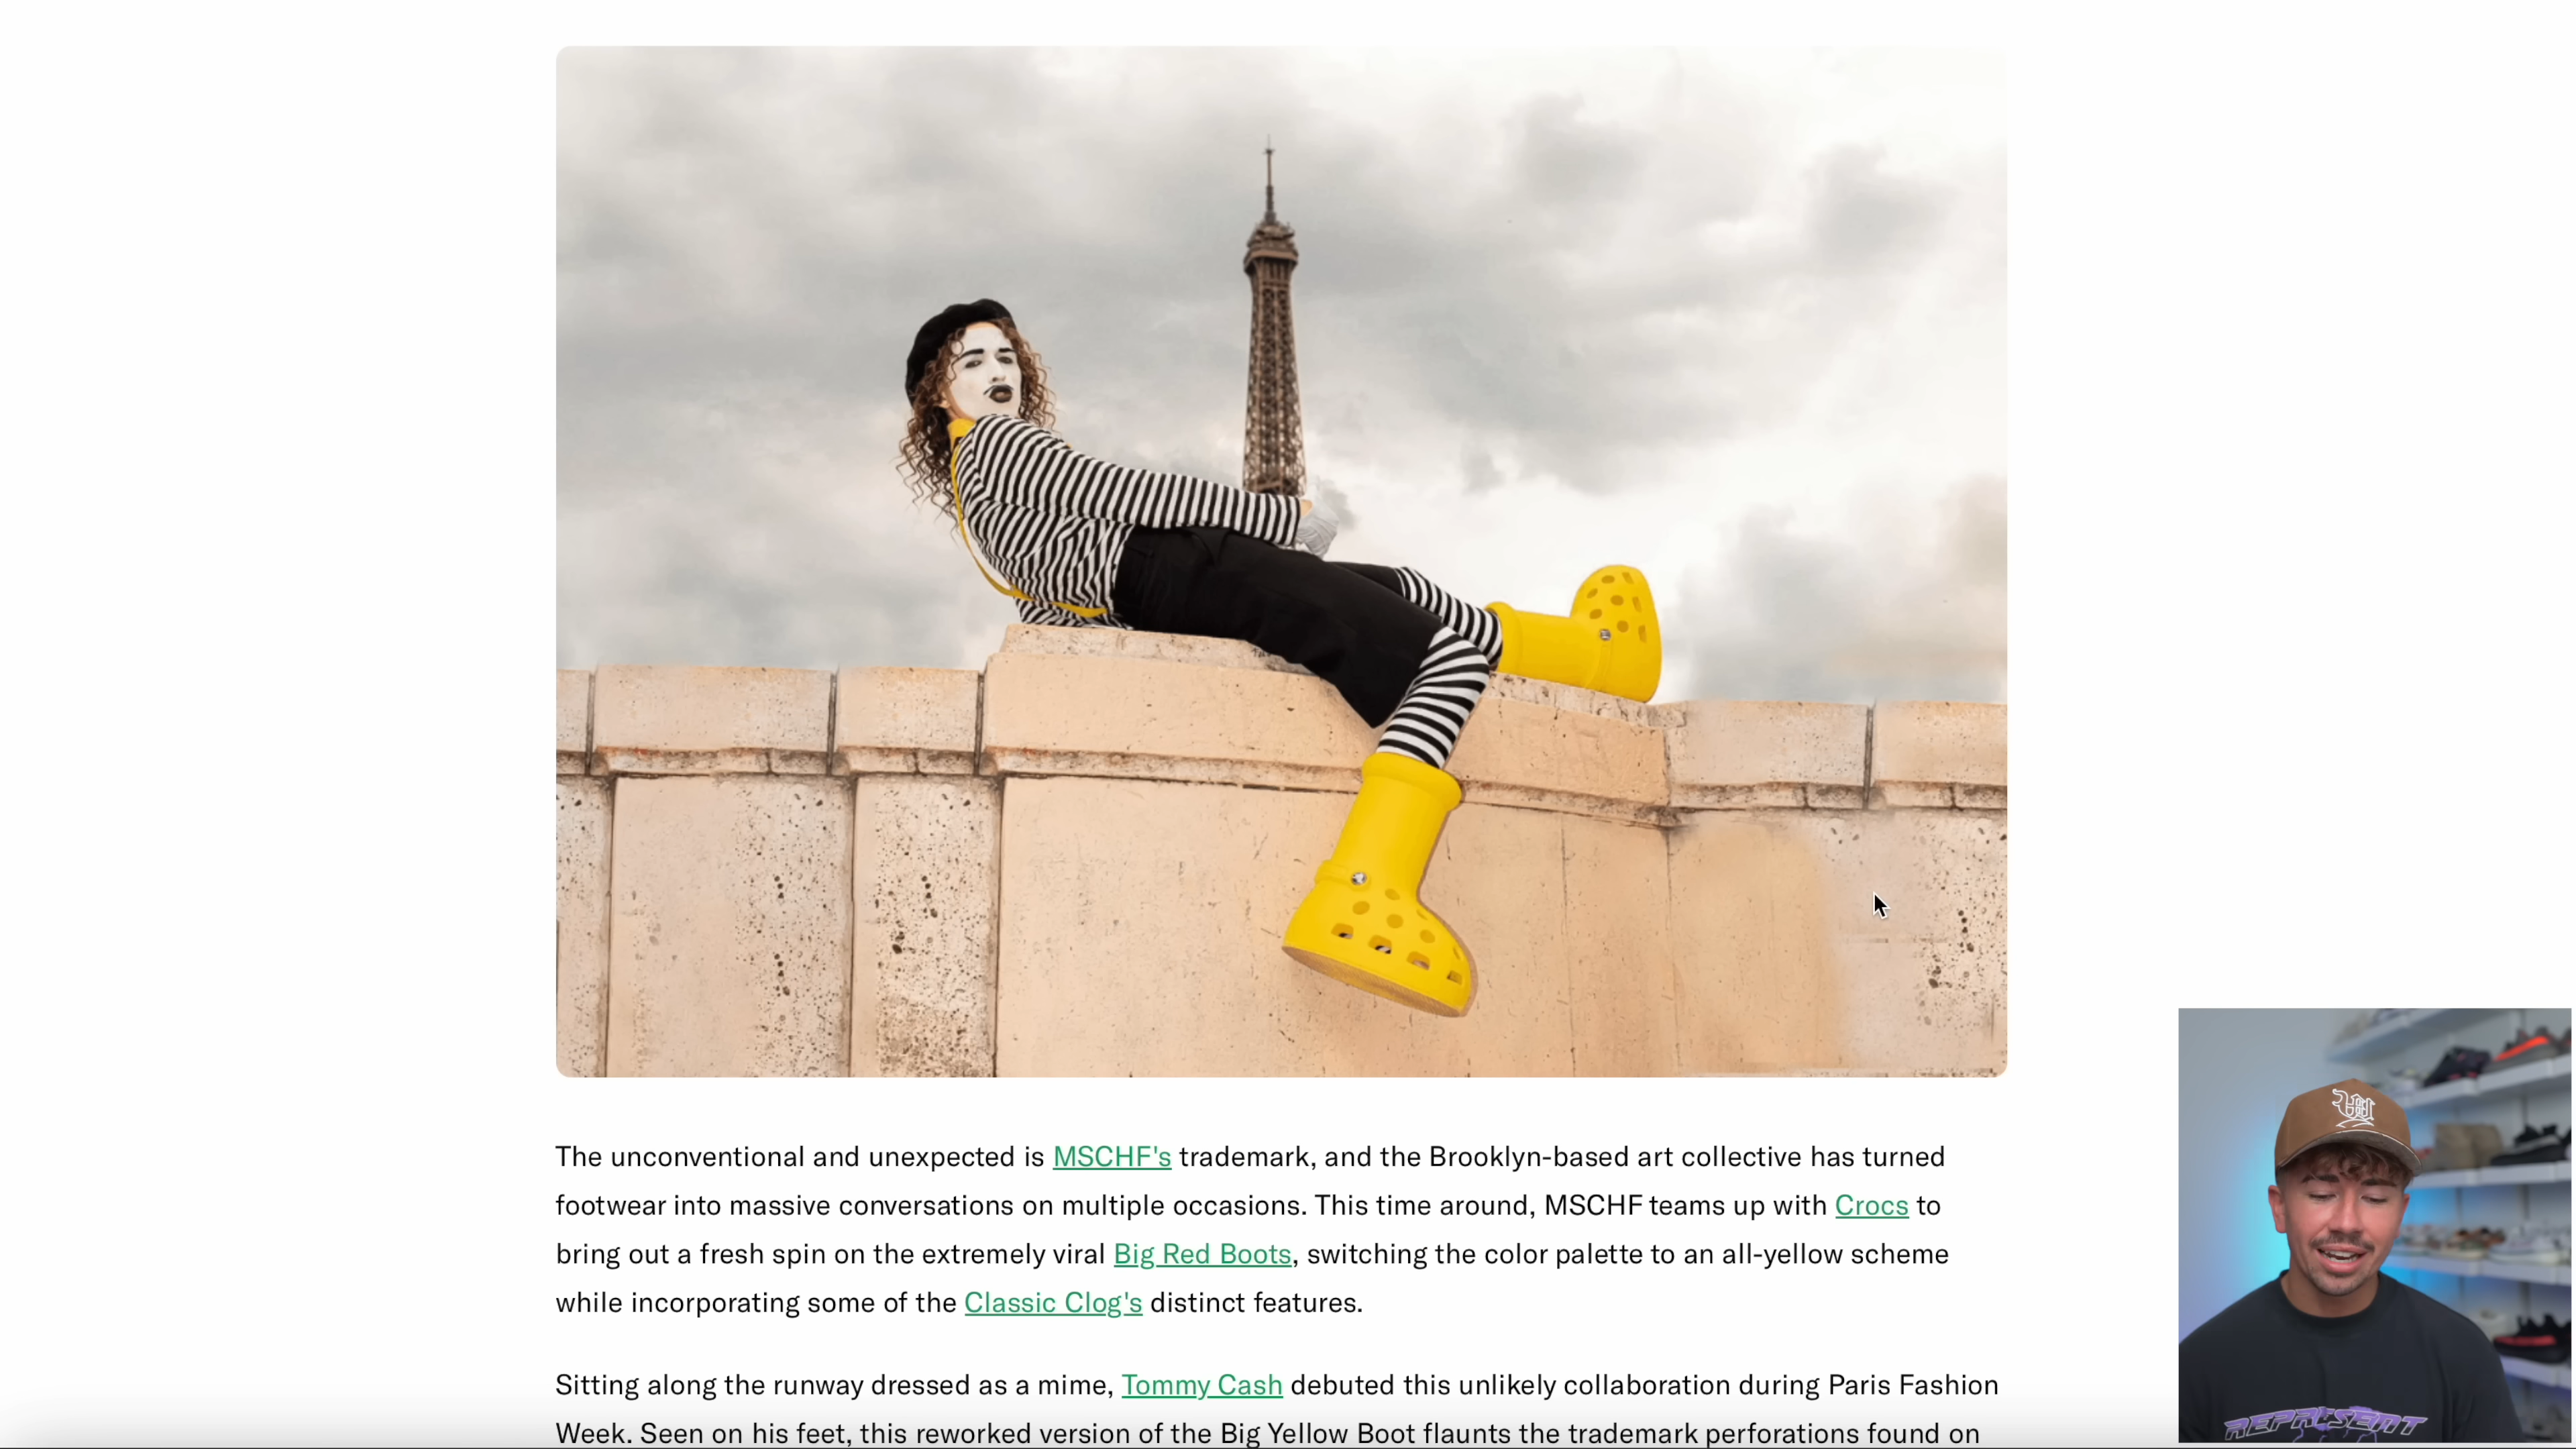 The unconventional and unexpected is MSCHF's trademark, and the Brooklyn-based art collective has turned
footwear into massive conversations on multiple occasions. This time around, MSCHF teams up with Crocs to
bring out a fresh spin on the extremely viral Big Red Boots, switching the color palette to an all-yellow scheme
while incorporating some of the Classic Clog's distinct features.
Sitting along the runway dressed as a mime, Tommy Cash debuted this unlikely collaboration during Paris Fashion
Week. Seen on his feet, this reworked version of the Big Yellow Boot flaunts the trademark perforations found on
REPRESENT